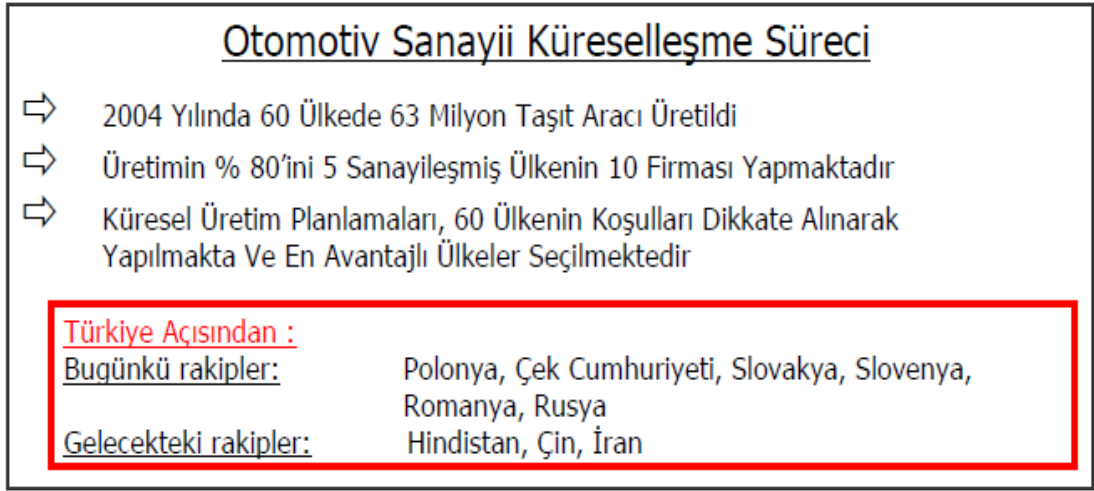 Otomotiv Sanayii Küreselleşme Süreci
⇨ 2004 Yılında 60 Ülkede 63 Milyon Taşıt Aracı Üretildi
⇨ Üretimin % 80’ini 5 Sanayileşmiş Ülkenin 10 Firması Yapmaktadır
⇨ Küresel Üretim Planlamaları, 60 Ülkenin Koşulları Dikkate Alınarak
Yapılmakta Ve En Avantajlı Ülkeler Seçilmektedir
Türkiye Açısından :
Bugünkü rakipler: Polonya, Çek Cumhuriyeti, Slovakya, Slovenya,
Romanya, Rusya
Gelecekteki rakipler: Hindistan, Çin, İran